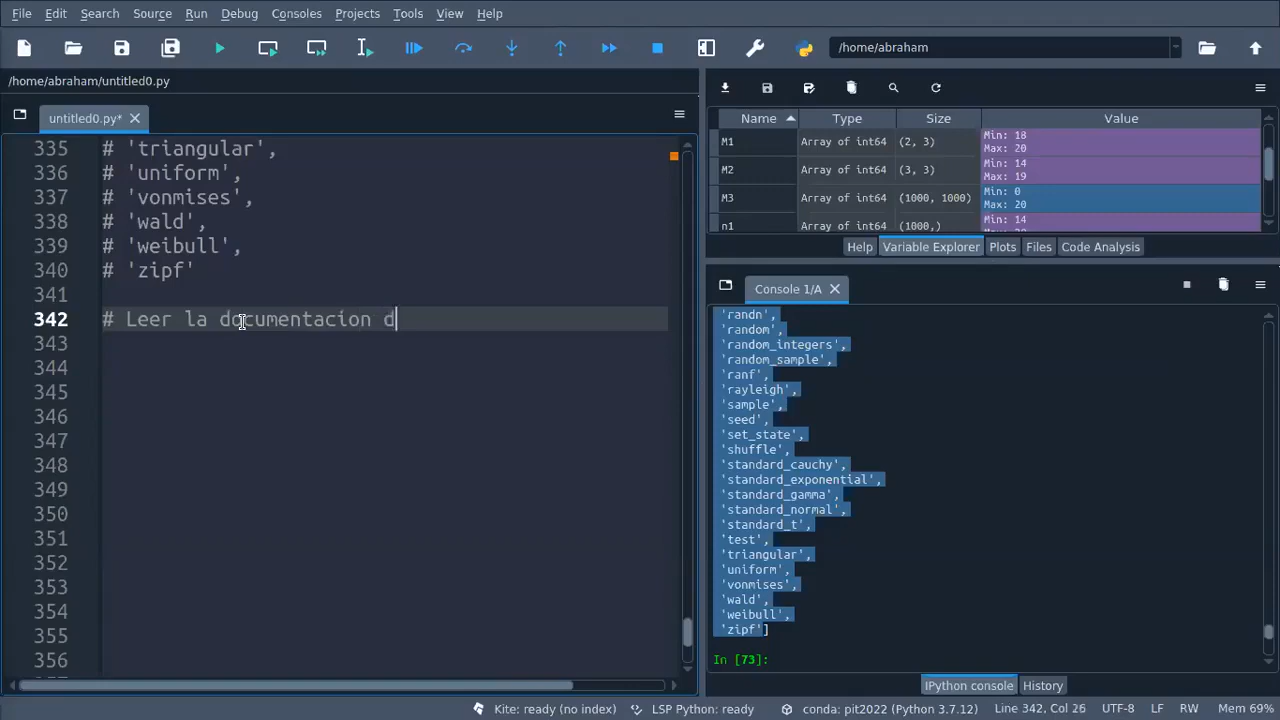 File Edit Search Source Run Debug Consoles Projects Tools View Help
/home/abraham
/home/abraham/untitled0.py
untitled0.py*
335 # 'triangular',
336 # 'uniform',
337 # 'vonmises',
338 # 'wald',
339 # 'weibull',
340 # 'zipf'
341
342 # Leer la documentacion d
343
344
345
346
347
348
349
350
351
352
353
354
355
356
Name Type Size Value
M1 Array of int64 (2, 3) Min: 18
Max: 20
M2 Array of int64 (3, 3) Min: 14
Max: 19
M3 Array of int64 (1000, 1000) Min: 0
Max: 20
n1 Array of int64 (1000,) Min: 14
Help Variable Explorer Plots Files Code Analysis
Console 1/A
'randn',
'random',
'random_integers',
'random_sample',
'ranf',
'rayleigh',
'sample',
'seed',
'set_state',
'shuffle',
'standard_cauchy',
'standard_exponential',
'standard_gamma',
'standard_normal',
'standard_t',
'test',
'triangular',
'uniform',
'vonmises',
'wald',
'weibull',
'zipf']
In [73]:
IPython console History
Kite: ready (no index) LSP Python: ready conda: pit2022 (Python 3.7.12) Line 342, Col 26 UTF-8 LF RW Mem 69%